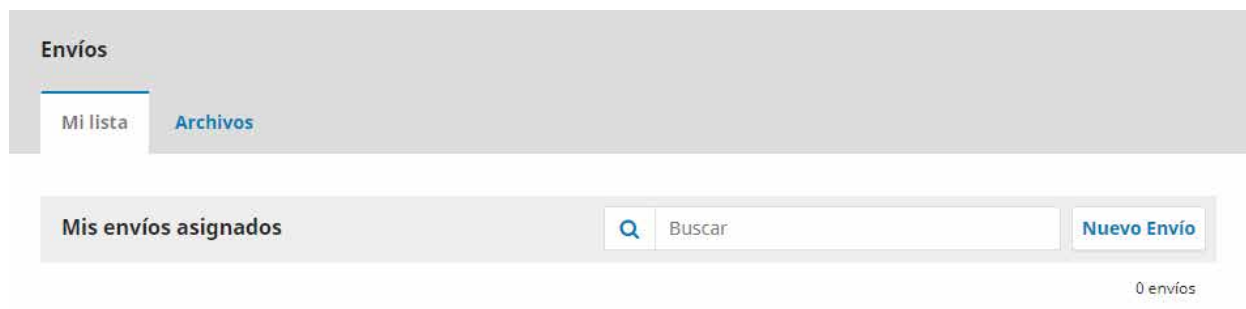 Envíos
Mi lista Archivos
Mis envíos asignados Buscar Nuevo Envío
0 envíos